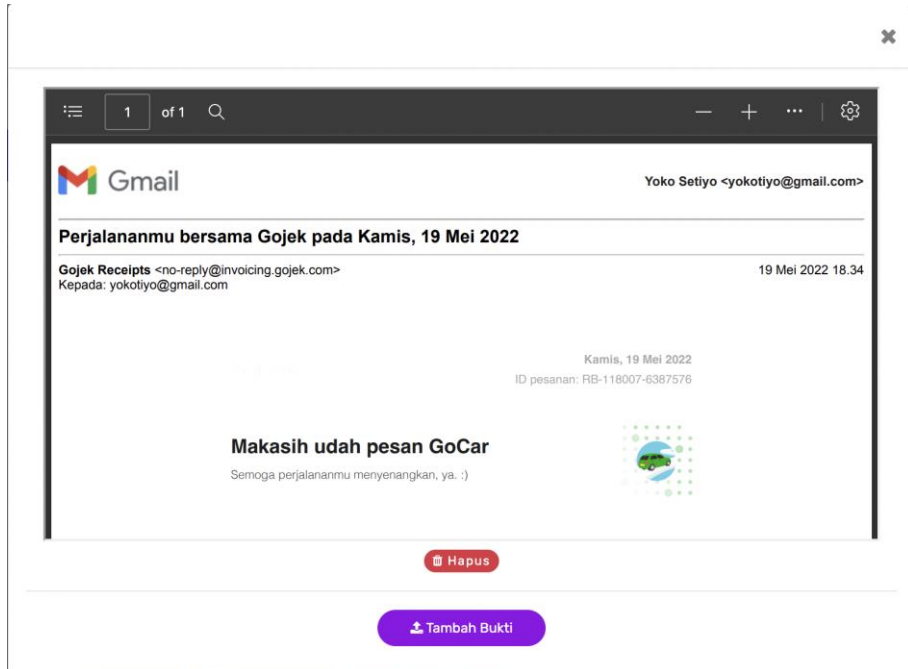 ✖
1 of 1
Gmail
Yoko Setiyo <yokotiyo@gmail.com>
Perjalananmu bersama Gojek pada Kamis, 19 Mei 2022
Gojek Receipts <no-reply@invoicing.gojek.com>
19 Mei 2022 18.34
Kepada: yokotiyo@gmail.com
Kamis, 19 Mei 2022
ID pesanan: RB-118007-6387576
Makasih udah pesan GoCar
Semoga perjalananmu menyenangkan, ya. :)
Hapus
Tambah Bukti